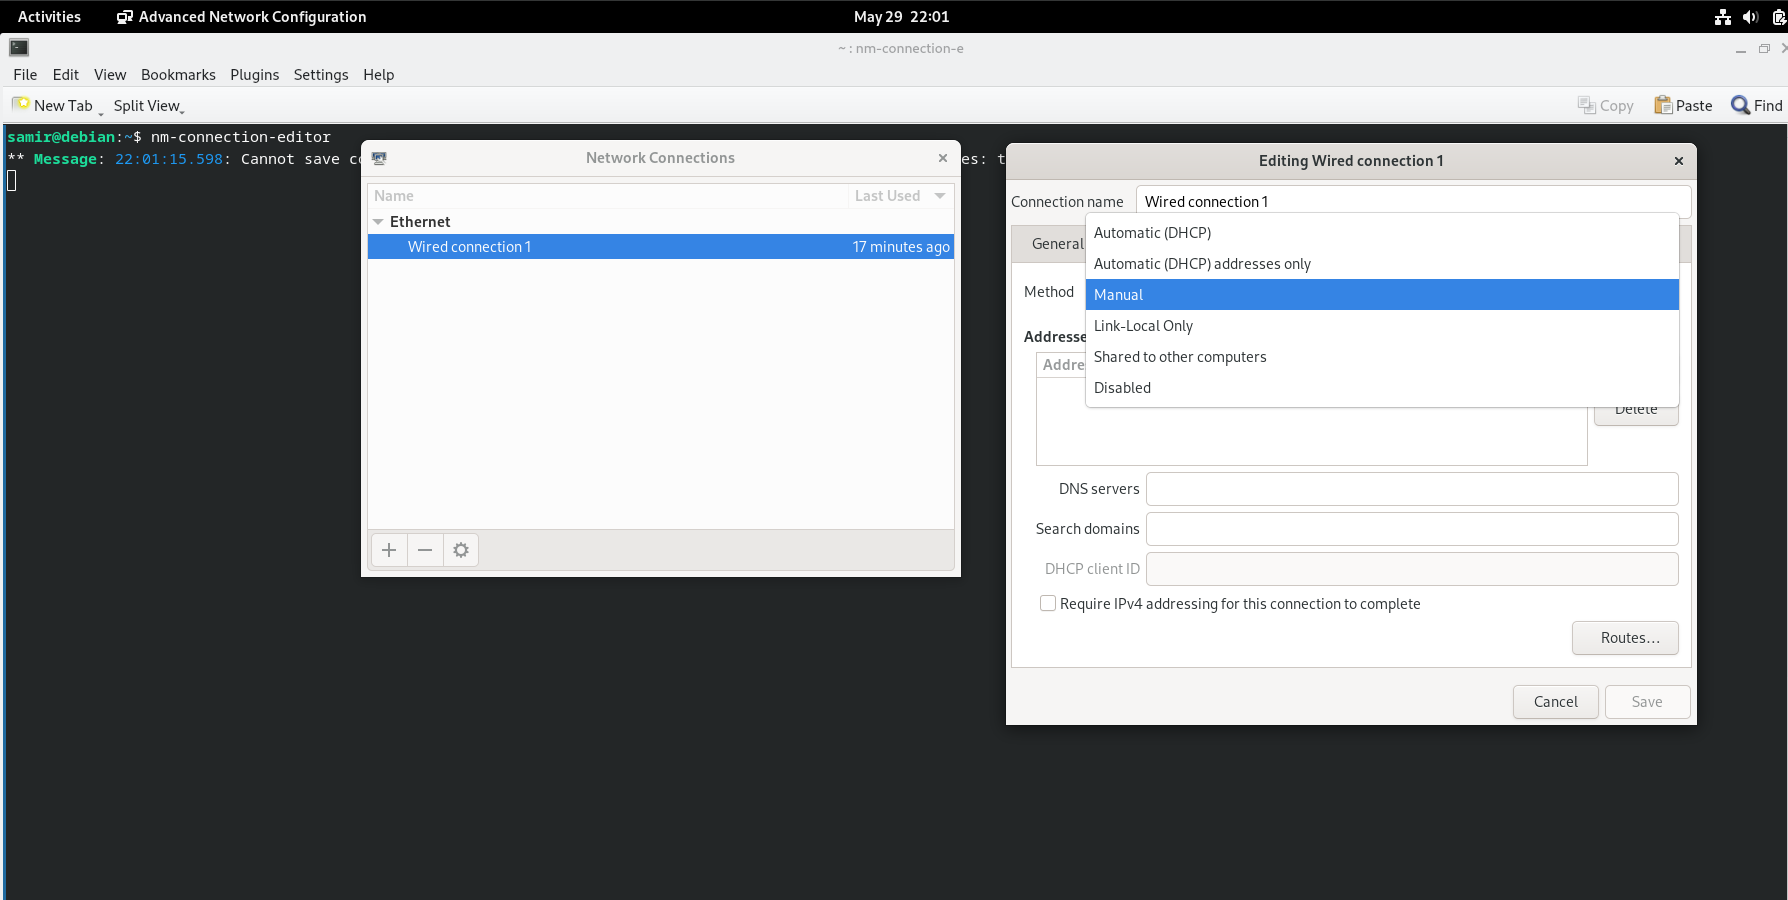 Activities Advanced Network Configuration May 29 22:01
~ : nm-connection-e
File Edit View Bookmarks Plugins Settings Help
New Tab Split View Copy Paste Find
samir@debian:~$ nm-connection-editor
** Message: 22:01:15.598: Cannot save
es: t
Network Connections
Name Last Used
Ethernet
Wired connection 1 17 minutes ago
Editing Wired connection 1
Connection name Wired connection 1
General
Automatic (DHCP)
Automatic (DHCP) addresses only
Method
Manual
Link-Local Only
Addresse
Shared to other computers
Addre
Disabled
Delete
DNS servers
Search domains
DHCP client ID
Require IPv4 addressing for this connection to complete
Routes...
Cancel Save